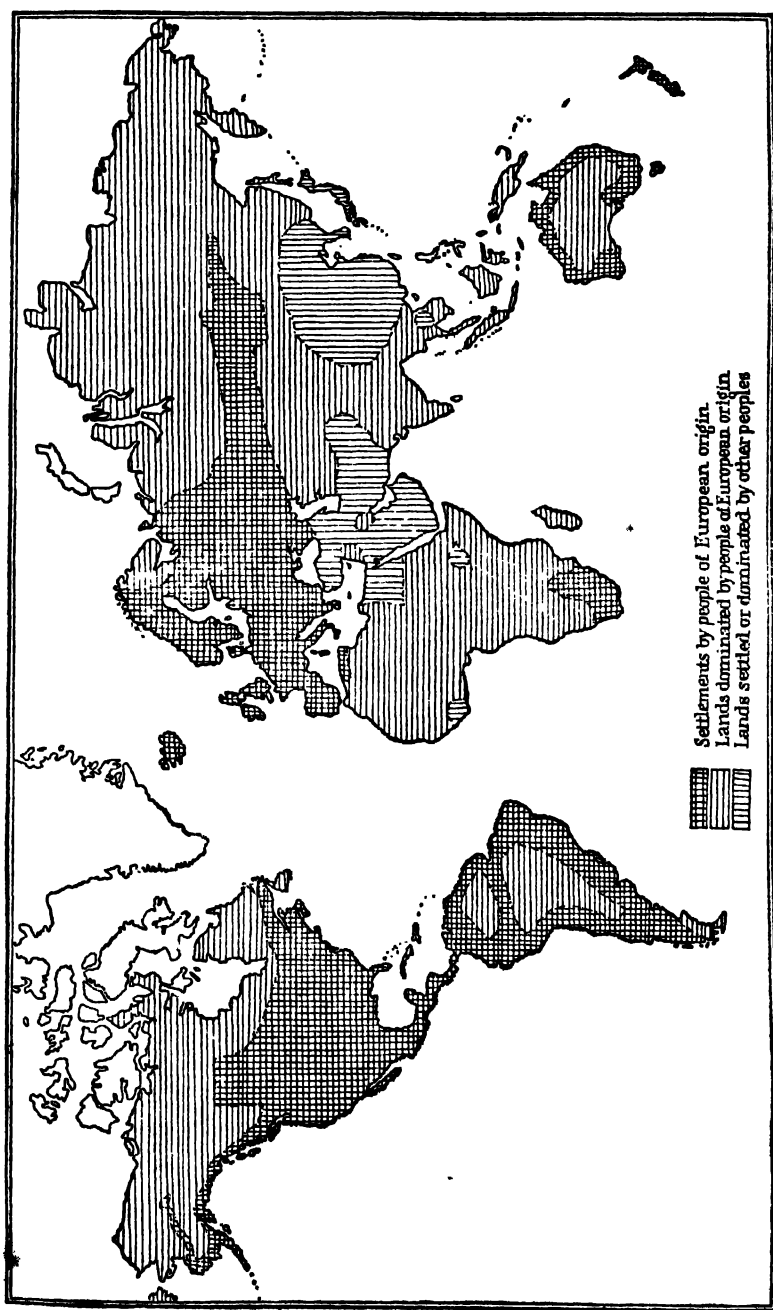 Settlements by people of European origin
Lands dominated by people of European origin
Lands settled or dominated by other peoples